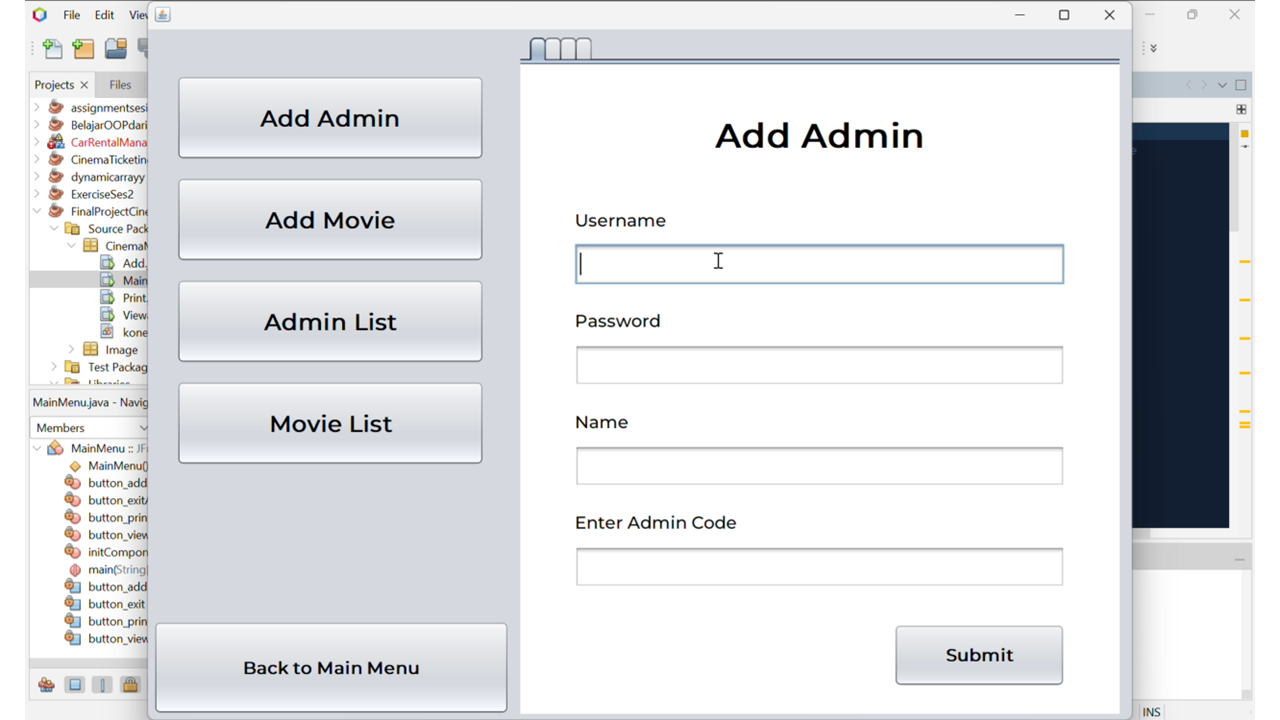 File Edit
Projects Files
assignmentsesi
BelajarOOPdari
CarRentalMana
CinemaTicketin
dynamicarrayy
ExerciseSes2
FinalProjectCine
Source Pack
CinemaM
Add.
Main
Print.
View
kone
Image
Test Packag
MainMenu.java - Navig
Members
MainMenu :: JFr
MainMenu()
button_add
button_exit
button_prin
button_view
initCompon
main(String
button_add
button_exit
button_prin
button_view
Add Admin
Add Movie
Admin List
Movie List
Back to Main Menu
Add Admin
Username
Password
Name
Enter Admin Code
Submit
INS